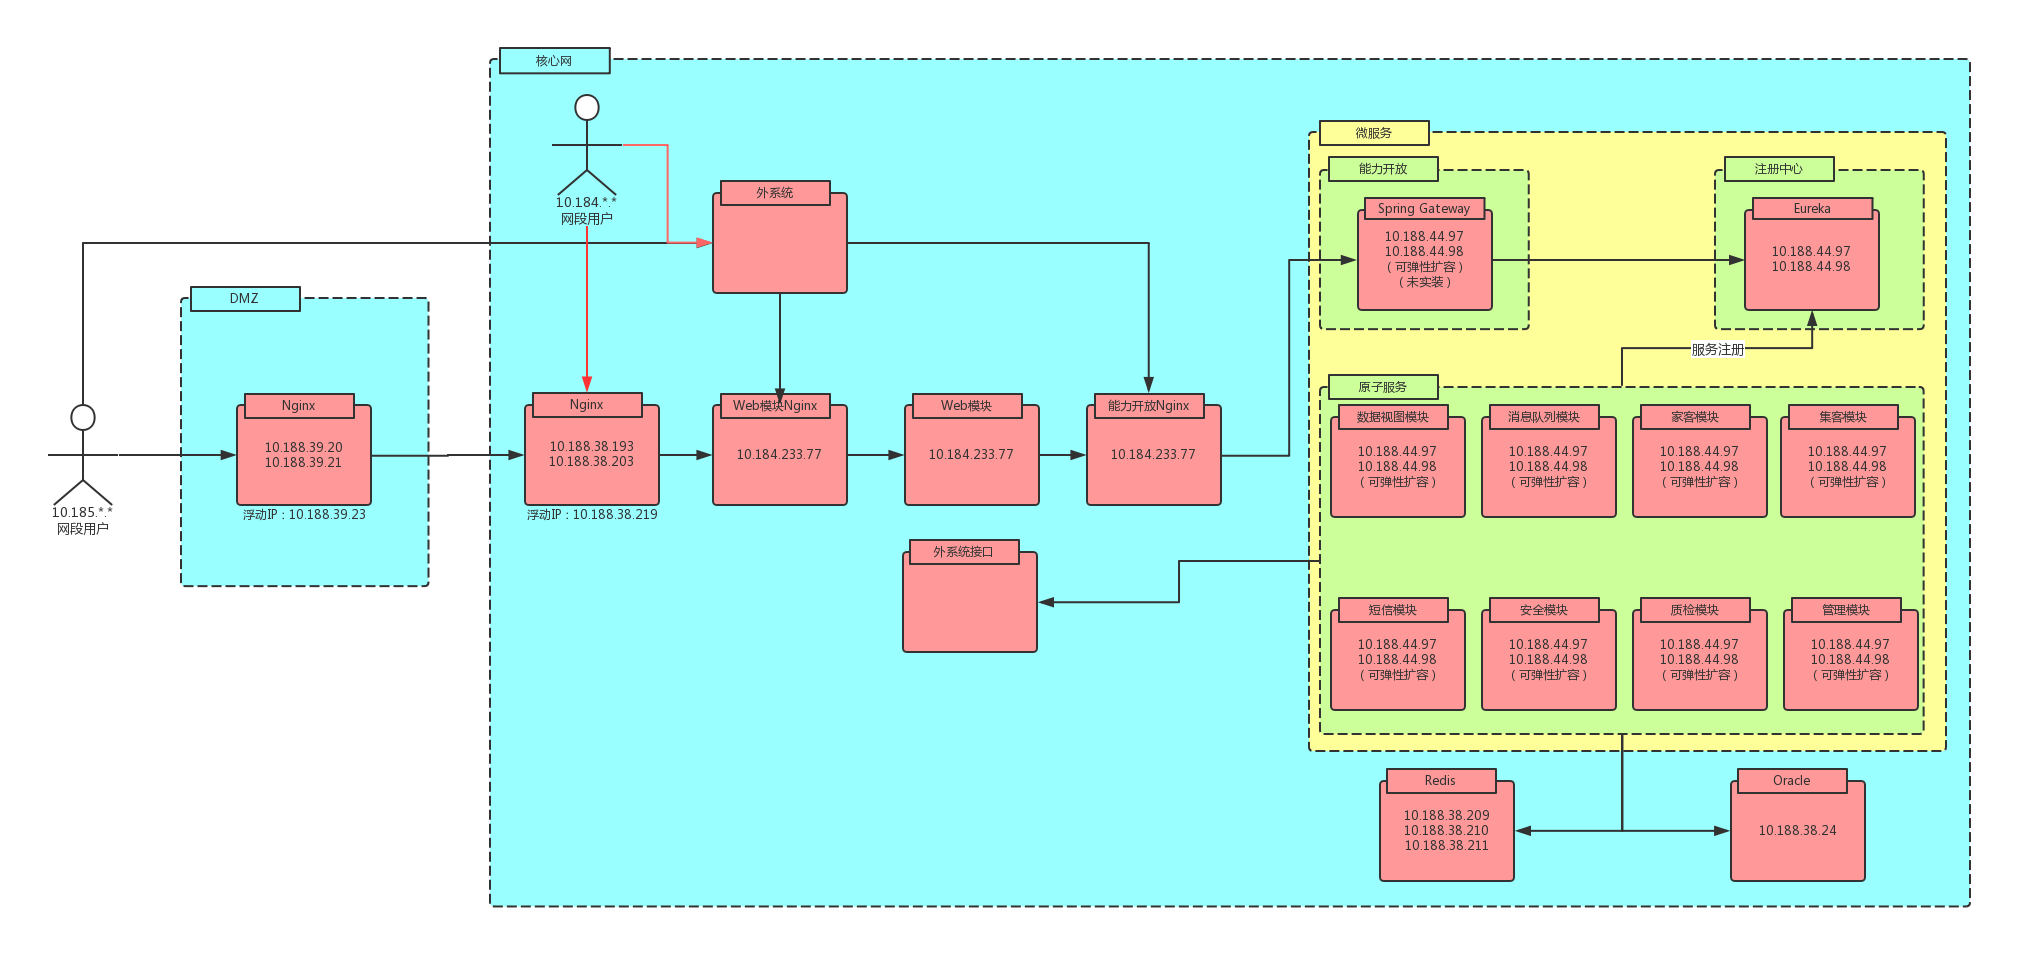 核心网
10.184.*.*
网段用户
外系统
微服务
能力开放
Spring Gateway
10.188.44.97
10.188.44.98
（可弹性扩容）
（未实装）
注册中心
Eureka
10.188.44.97
10.188.44.98
服务注册
DMZ
Nginx
10.188.39.20
10.188.39.21
浮动IP：10.188.39.23
10.185.*.*
网段用户
Nginx
10.188.38.193
10.188.38.203
浮动IP：10.188.38.219
Web模块Nginx
10.184.233.77
Web模块
10.184.233.77
能力开放Nginx
10.184.233.77
外系统接口
原子服务
数据视图模块
10.188.44.97
10.188.44.98
（可弹性扩容）
消息队列模块
10.188.44.97
10.188.44.98
（可弹性扩容）
家客模块
10.188.44.97
10.188.44.98
（可弹性扩容）
集客模块
10.188.44.97
10.188.44.98
（可弹性扩容）
短信模块
10.188.44.97
10.188.44.98
（可弹性扩容）
安全模块
10.188.44.97
10.188.44.98
（可弹性扩容）
质检模块
10.188.44.97
10.188.44.98
（可弹性扩容）
管理模块
10.188.44.97
10.188.44.98
（可弹性扩容）
Redis
10.188.38.209
10.188.38.210
10.188.38.211
Oracle
10.188.38.24